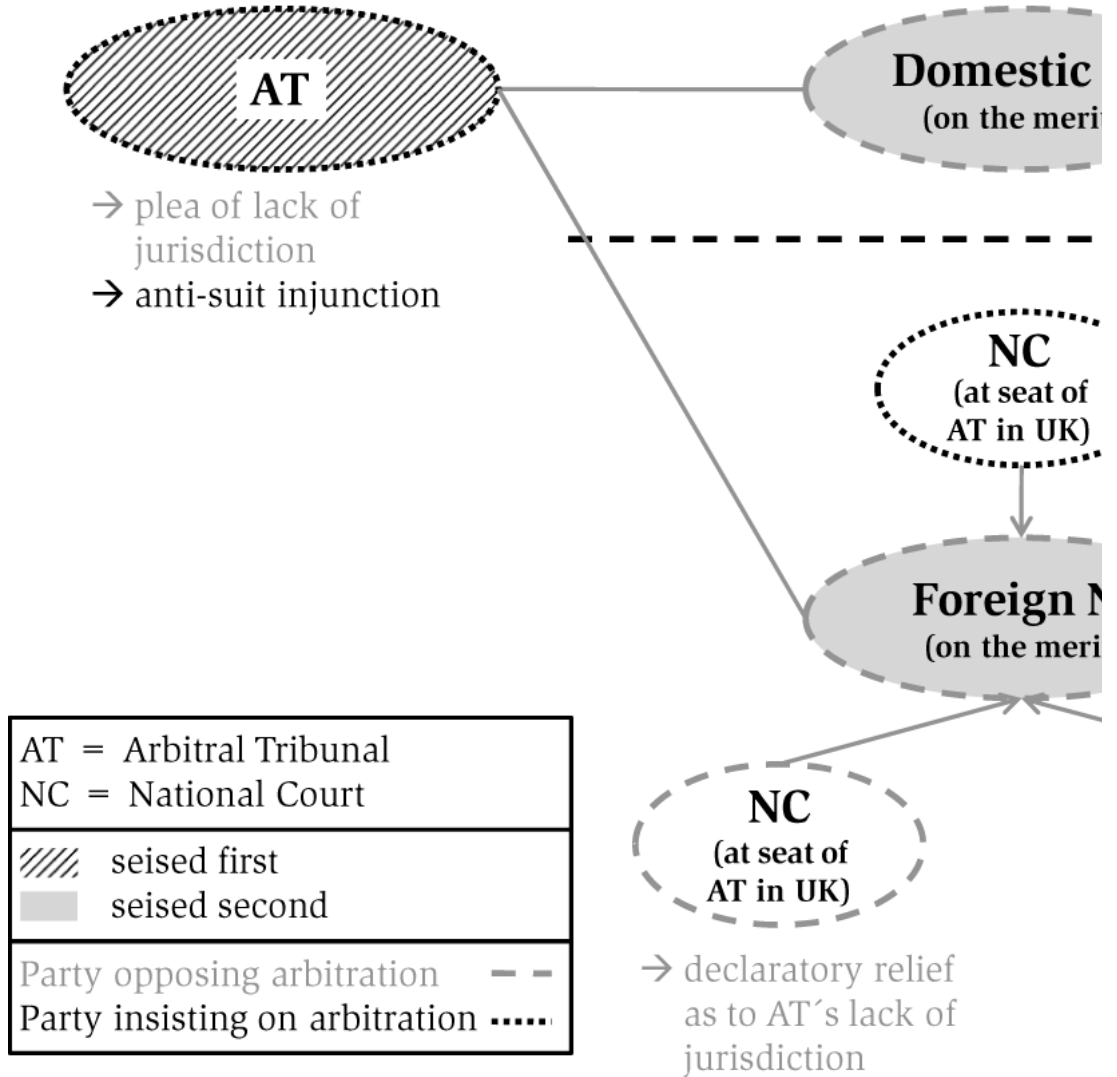 AT
Domestic
(on the merit
→ plea of lack of
jurisdiction
→ anti-suit injunction
NC
(at seat of
AT in UK)
Foreign N
(on the meri
AT = Arbitral Tribunal
NC = National Court
seised first
seised second
Party opposing arbitration
Party insisting on arbitration
NC
(at seat of
AT in UK)
→ declaratory relief
as to AT´s lack of
jurisdiction